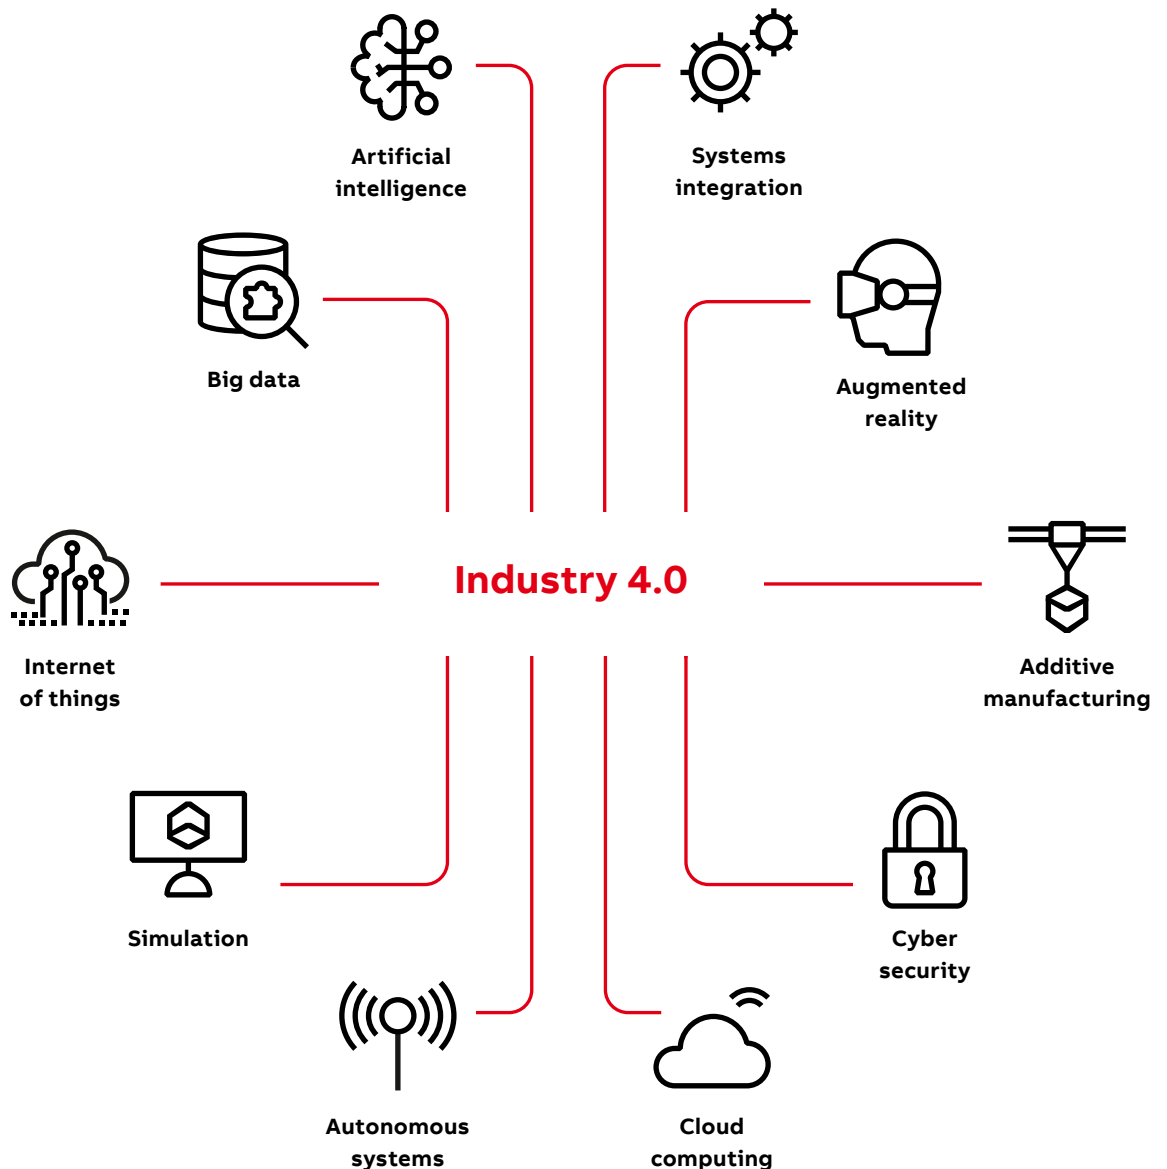 Artificial
intelligence
Systems
integration
Big data
Augmented
reality
Industry 4.0
Internet
of things
Additive
manufacturing
Simulation
Cyber
security
Autonomous
systems
Cloud
computing